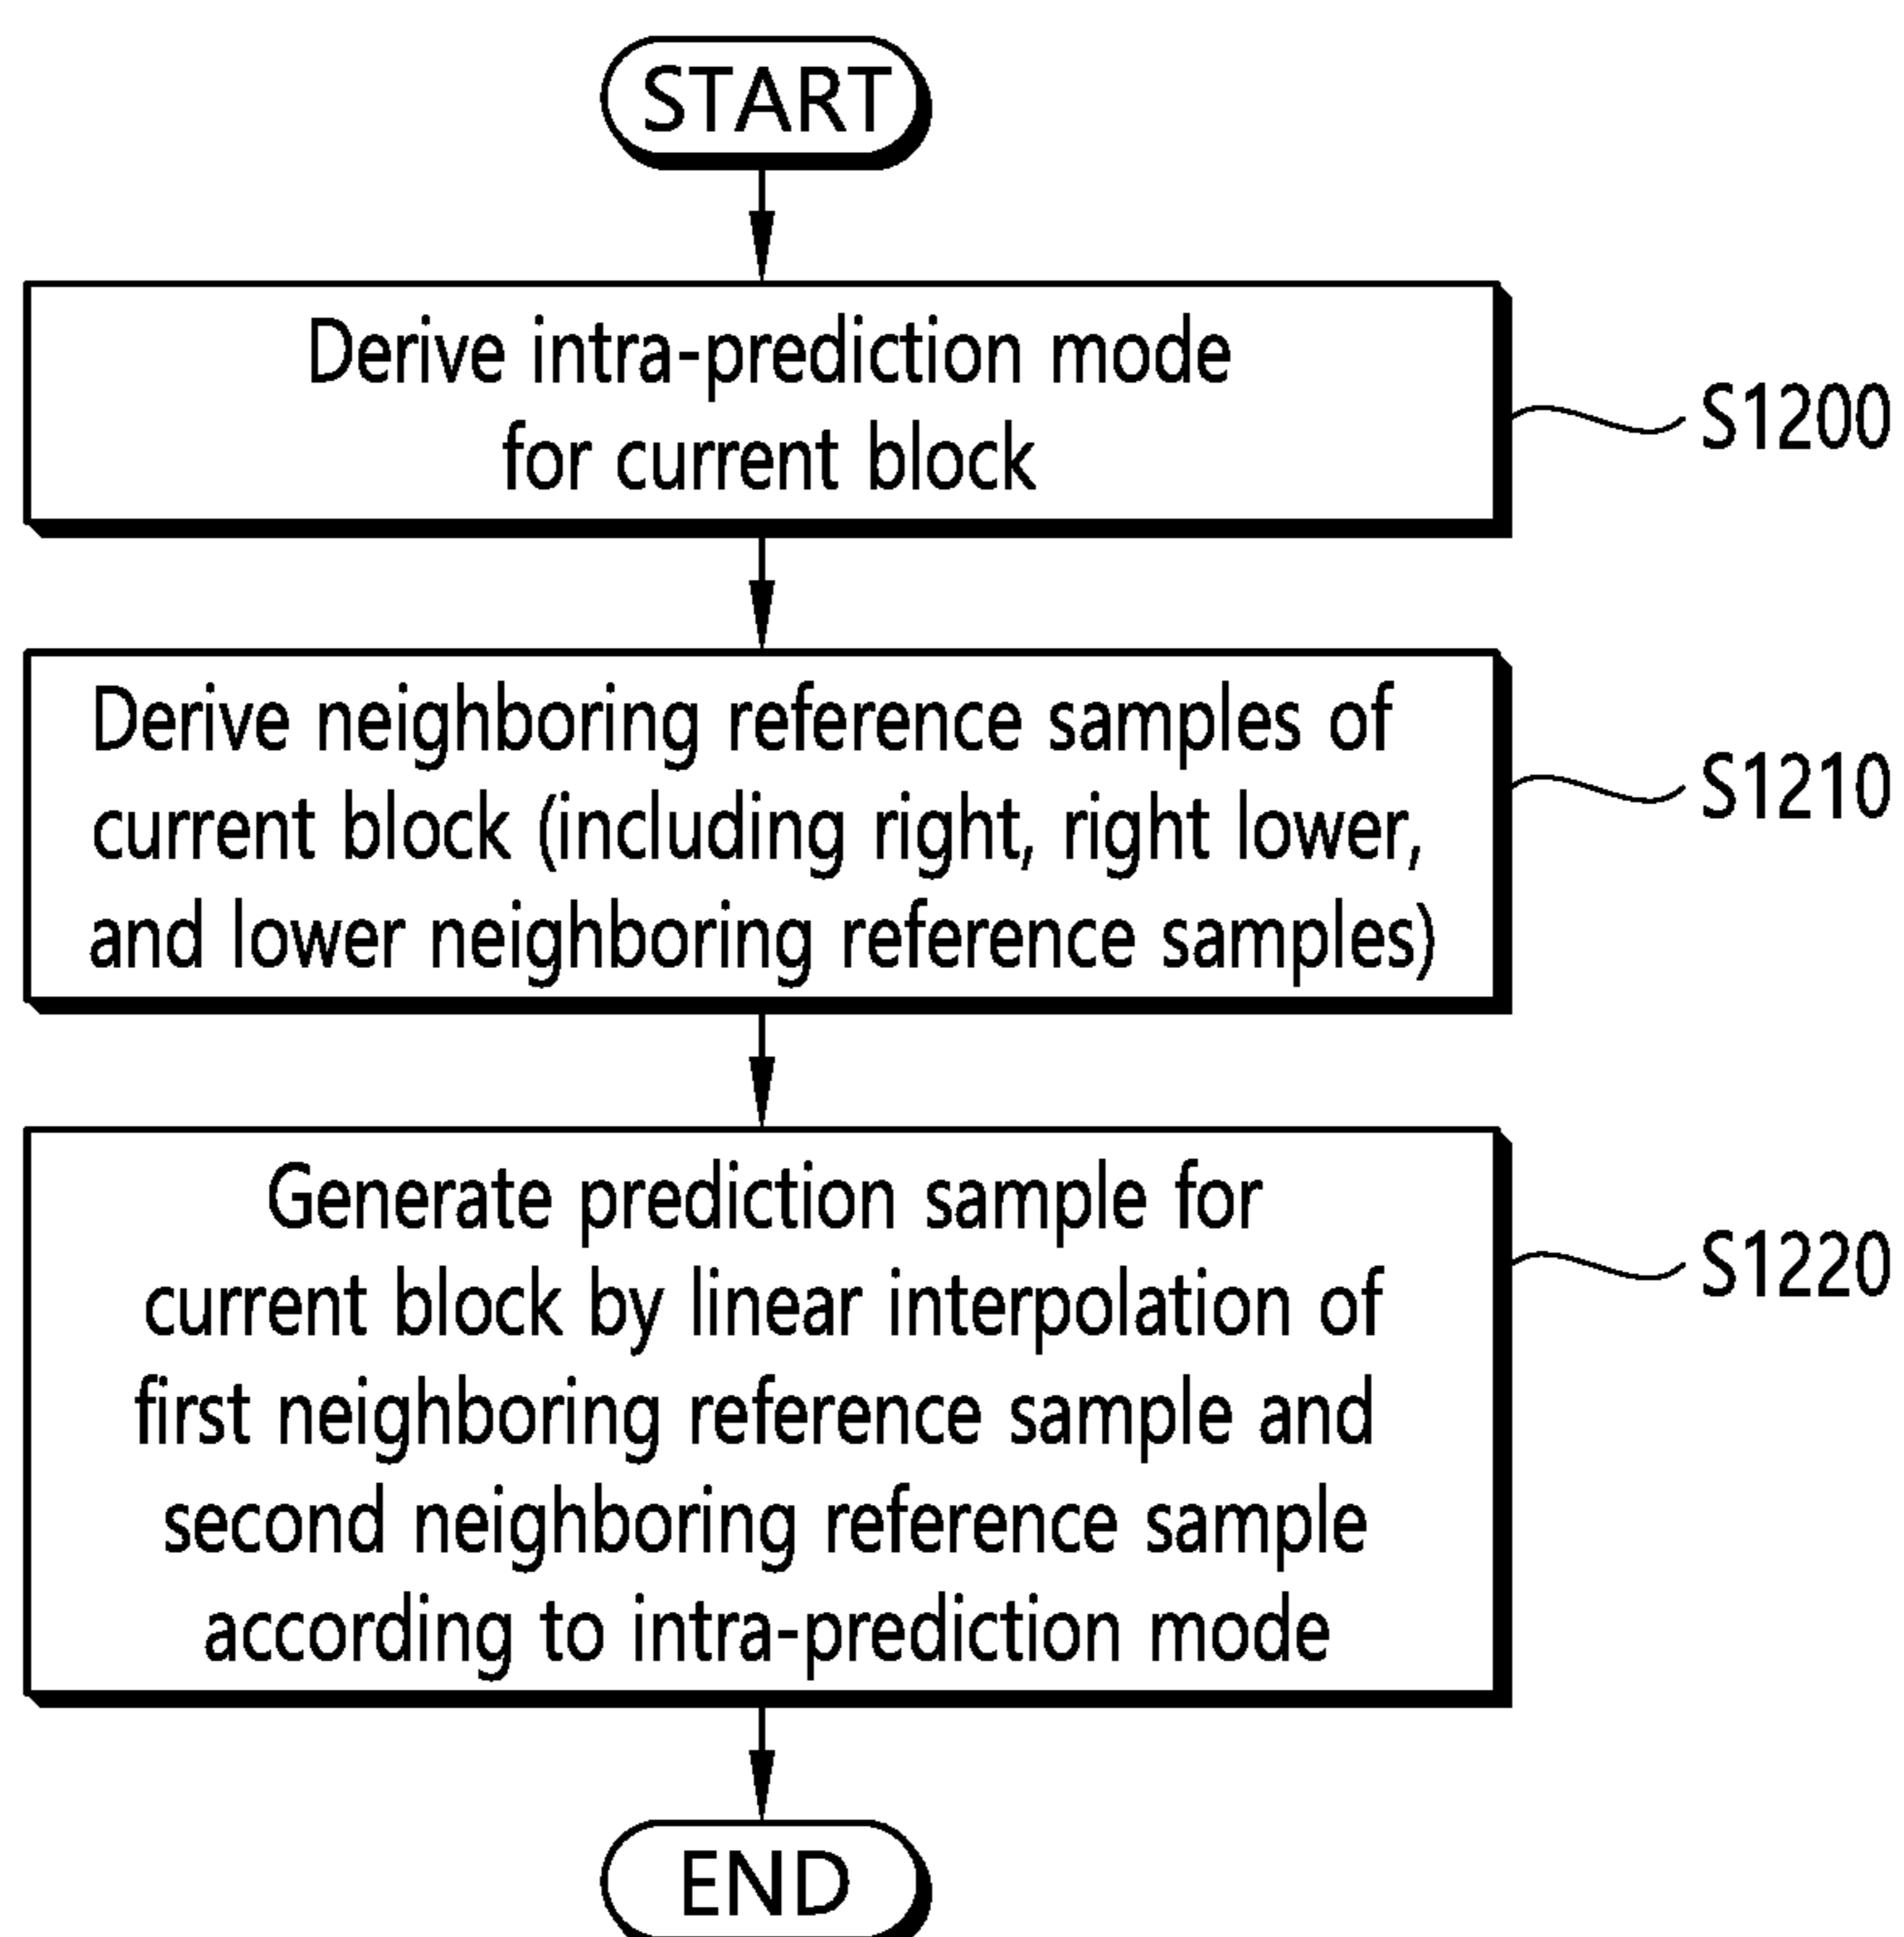 START
Derive intra-prediction mode
for current block
S1200
Derive neighboring reference samples of
current block (including right, right lower,
and lower neighboring reference samples)
S1210
Generate prediction sample for
current block by linear interpolation of
first neighboring reference sample and
second neighboring reference sample
according to intra-prediction mode
S1220
END